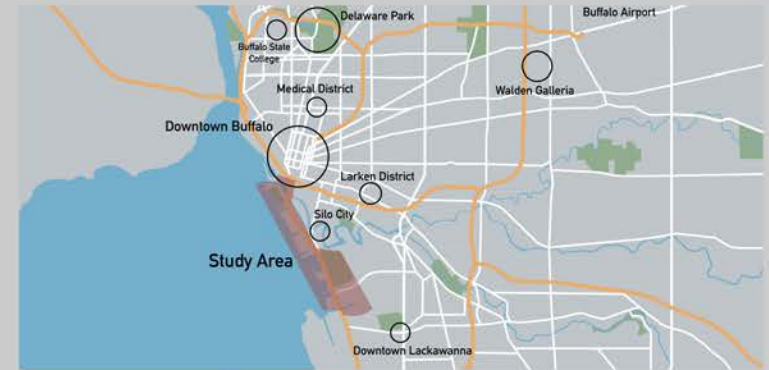 Delaware Park
Buffalo Airport
Buffalo State
College
Medical District
Walden Galleria
Downtown Buffalo
Larken District
Silo City
Study Area
Downtown Lackawanna